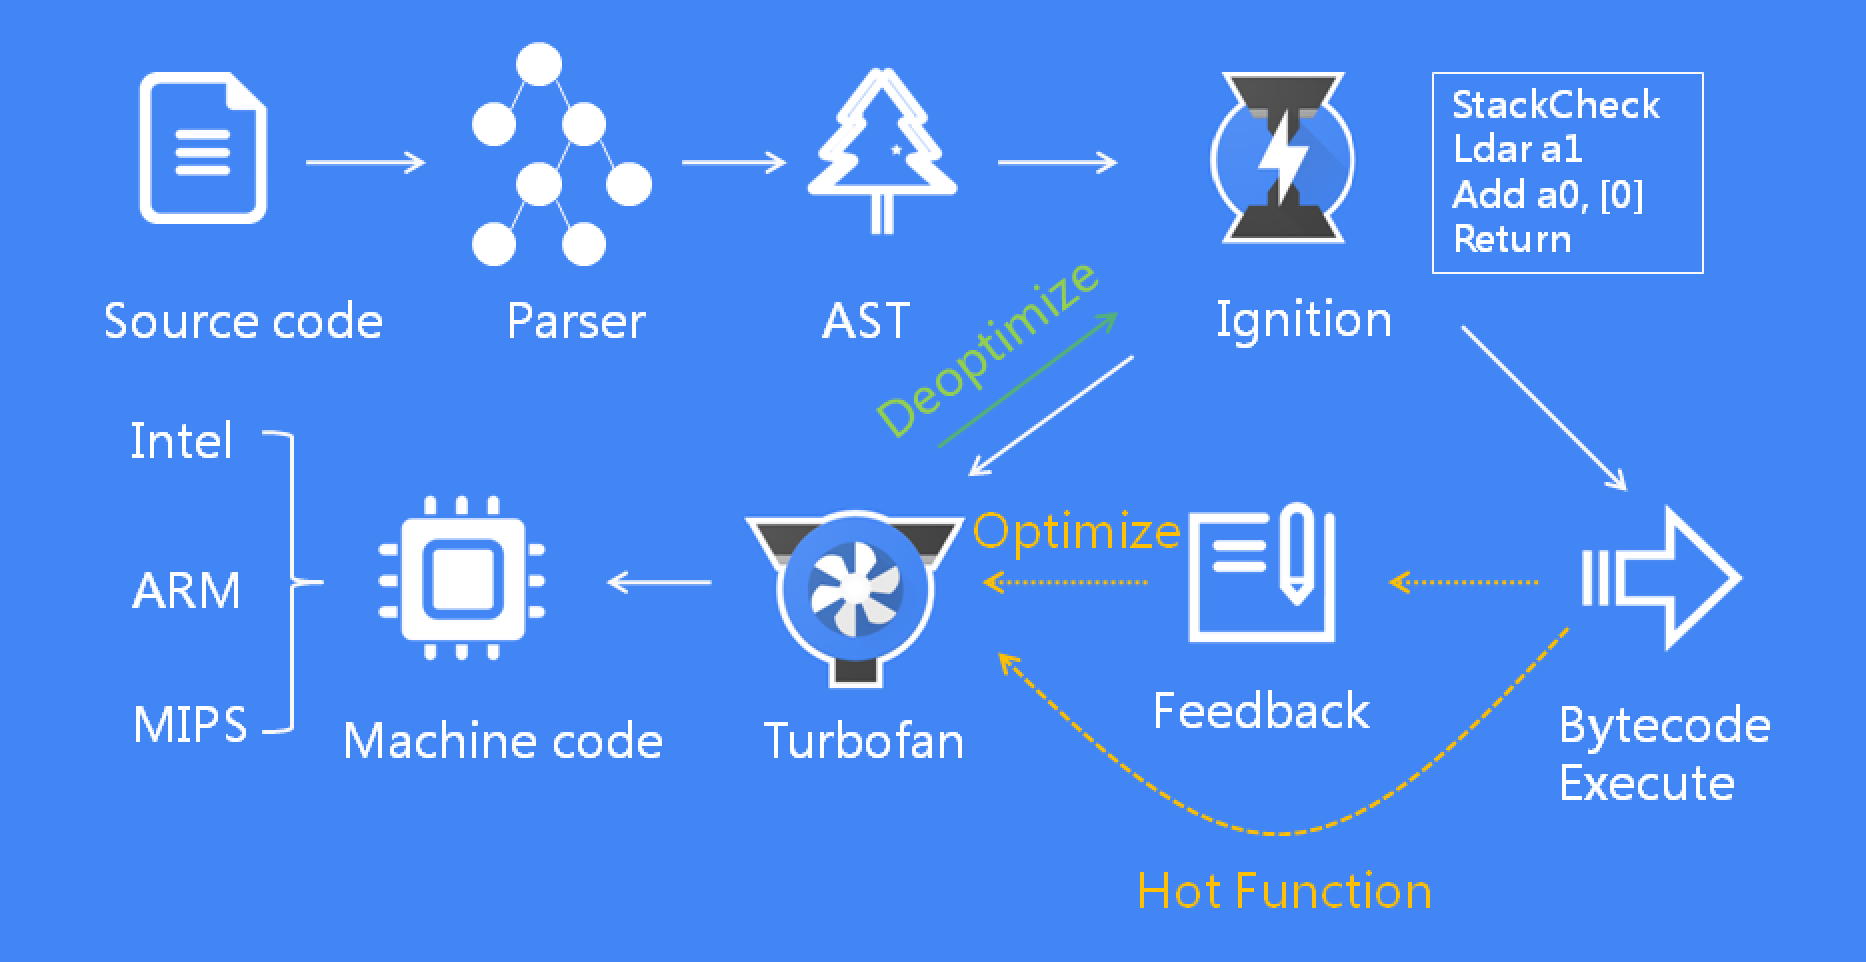 StackCheck
Ldar a1
Add a0, [0]
Return
Source code
Parser
AST
Ignition
Deoptimize
Intel
ARM
MIPS
Machine code
Turbofan
Optimize
Feedback
Bytecode
Execute
Hot Function